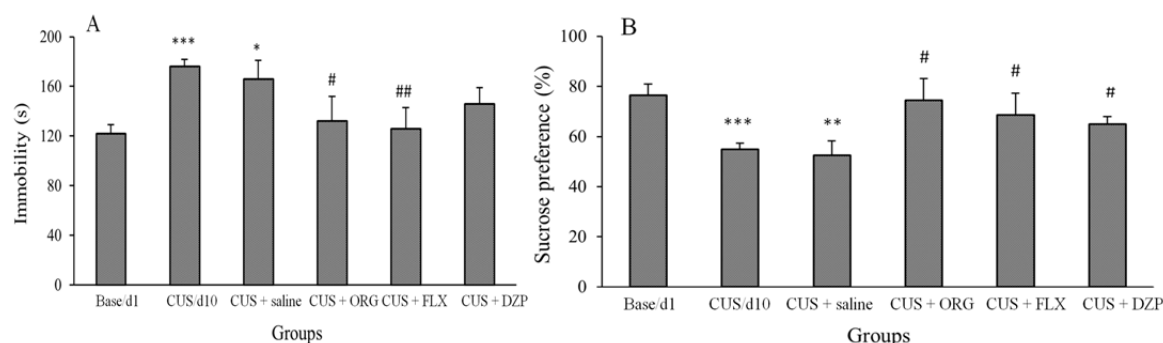 A
Immobility (s)
200
160
120
80
40
0
***
*
#
##
Base/d1 CUS/d10 CUS + saline CUS + ORG CUS + FLX CUS + DZP
Groups
B
Sucrose preference (%)
100
80
60
40
20
0
***
**
#
#
#
Base/d1 CUS/d10 CUS + saline CUS + ORG CUS + FLX CUS + DZP
Groups